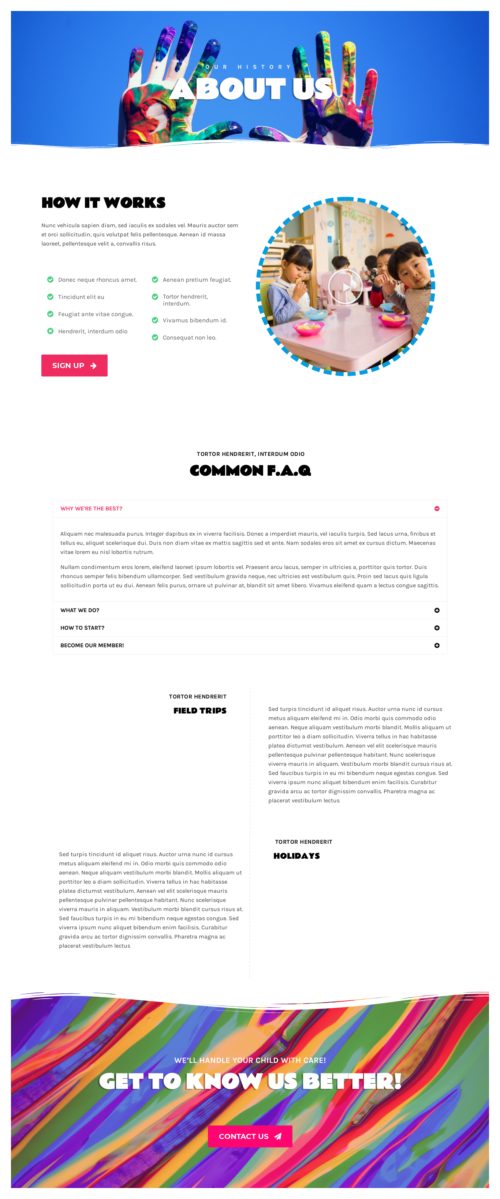 OUR HISTORY
ABOUT US
HOW IT WORKS
Nunc vehicula sapien diam, sed iaculis ex sodales vel. Mauris auctor sem
et orci sollicitudin, quis volutpat felis pellentesque. Aenean id massa
laoreet, pellentesque velit a, convallis risus.
Donec neque rhoncus amet.
Tincidunt elit eu
Feugiat ante vitae congue.
Hendrerit, interdum odio
Aenean pretium feugiat.
Tortor hendrerit,
interdum.
Vivamus bibendum id.
Consequat non leo.
SIGN UP
TORTOR HENDRERIT, INTERDUM ODIO
COMMON F.A.Q
WHY WE'RE THE BEST?
Aliquam nec malesuada purus. Integer dapibus ex in viverra facilisis. Donec a imperdiet mauris, vel iaculis turpis. Sed lacus urna, finibus et
tellus eu, aliquet scelerisque dui. Duis non diam vitae ex mattis sagittis sed et ante. Nam sodales eros sit amet ex cursus dictum. Maecenas
vitae lorem eu nisl lobortis rutrum.
Nullam condimentum eros lorem, eleifend laoreet ipsum lobortis vel. Praesent arcu lacus, semper in ultricies a, porttitor quis tortor. Duis
rhoncus semper felis bibendum ullamcorper. Sed vestibulum gravida neque, nec ultricies est vestibulum quis. Proin sed lacus quis ligula
sollicitudin porta ut eu dui. Aenean felis purus, ornare ut pulvinar at, blandit sit amet libero. Vivamus eleifend quam a lectus congue sagittis.
WHAT WE DO?
HOW TO START?
BECOME OUR MEMBER!
TORTOR HENDRERIT
FIELD TRIPS
Sed turpis tincidunt id aliquet risus. Auctor urna nunc id cursus
metus aliquam eleifend mi in. Odio morbi quis commodo odio
aenean. Neque aliquam vestibulum morbi blandit. Mauris aliquam ut
porttitor leo a diam sollicitudin. Viverra tellus in hac habitasse
platea dictumst vestibulum. Aenean vel elit scelerisque mauris
pellentesque pulvinar pellentesque habitant. Nunc scelerisque
viverra mauris in aliquam. Vestibulum morbi blandit cursus risus at.
Sed faucibus turpis in eu mi bibendum neque egestas congue. Sed
viverra ipsum nunc aliquet bibendum enim facilisis. Curabitur
gravida arcu ac tortor dignissim convallis. Pharetra magna ac
placerat vestibulum lectus
TORTOR HENDRERIT
HOLIDAYS
Sed turpis tincidunt id aliquet risus. Auctor urna nunc id cursus
metus aliquam eleifend mi in. Odio morbi quis commodo odio
aenean. Neque aliquam vestibulum morbi blandit. Mauris aliquam ut
porttitor leo a diam sollicitudin. Viverra tellus in hac habitasse
platea dictumst vestibulum. Aenean vel elit scelerisque mauris
pellentesque pulvinar pellentesque habitant. Nunc scelerisque
viverra mauris in aliquam. Vestibulum morbi blandit cursus risus at.
Sed faucibus turpis in eu mi bibendum neque egestas congue. Sed
viverra ipsum nunc aliquet bibendum enim facilisis. Curabitur
gravida arcu ac tortor dignissim convallis. Pharetra magna ac
placerat vestibulum lectus
WE'LL HANDLE YOUR CHILD WITH CARE!
GET TO KNOW US BETTER!
CONTACT US